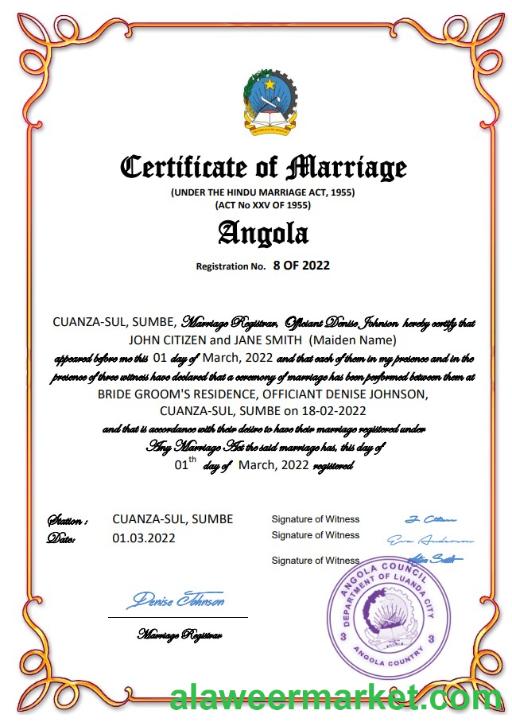 Certificate of Marriage
(UNDER THE HINDU MARRIAGE ACT, 1955)
(ACT No XXV OF 1955)
Angola
Registration No. 8 OF 2022
CUANZA-SUL, SUMBE, Marriage Registrar, Officiant Denise Johnson hereby certify that
JOHN CITIZEN and JANE SMITH (Maiden Name)
appeared before me this 01 day of March, 2022 and that each of them in my presence and in the
presence of three witness have declared that a ceremony of marriage has been performed between them at
BRIDE GROOM'S RESIDENCE, OFFICIANT DENISE JOHNSON,
CUANZA-SUL, SUMBE on 18-02-2022
and that is accordance with their desire to have their marriage registered under
Any Marriage Act the said marriage has, this day of
01th day of March, 2022 registered
Station : CUANZA-SUL, SUMBE
Date: 01.03.2022
Signature of Witness
Signature of Witness Eva Anderson
Signature of Witness
Denise Johnson
Marriage Registrar
ANGOLA COUNCIL
DEPARTMENT OF LUANDA CITY
3 3
ANGOLA COUNTRY
alaweermarket.com